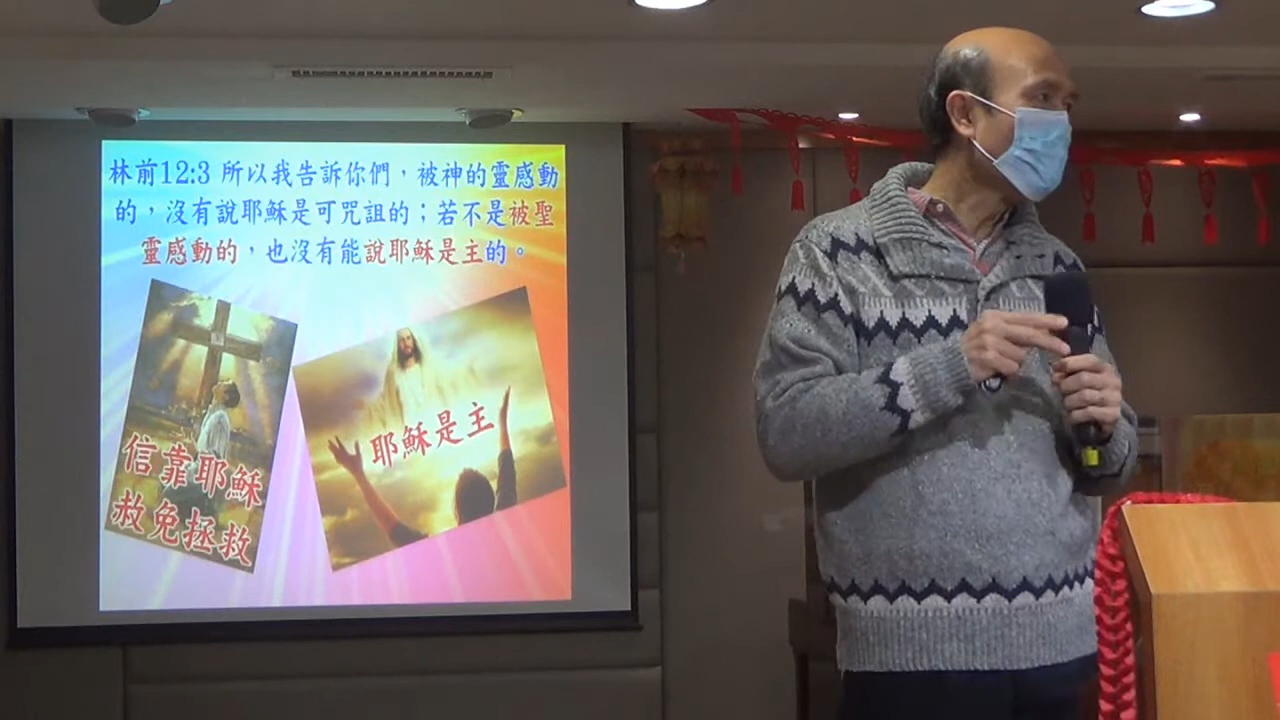 林前12:3 所以我告訴你們，被神的靈感動
的，沒有說耶穌是可咒詛的；若不是被聖
靈感動的，也沒有能說耶穌是主的。
信靠耶穌
赦免拯救
耶穌是主